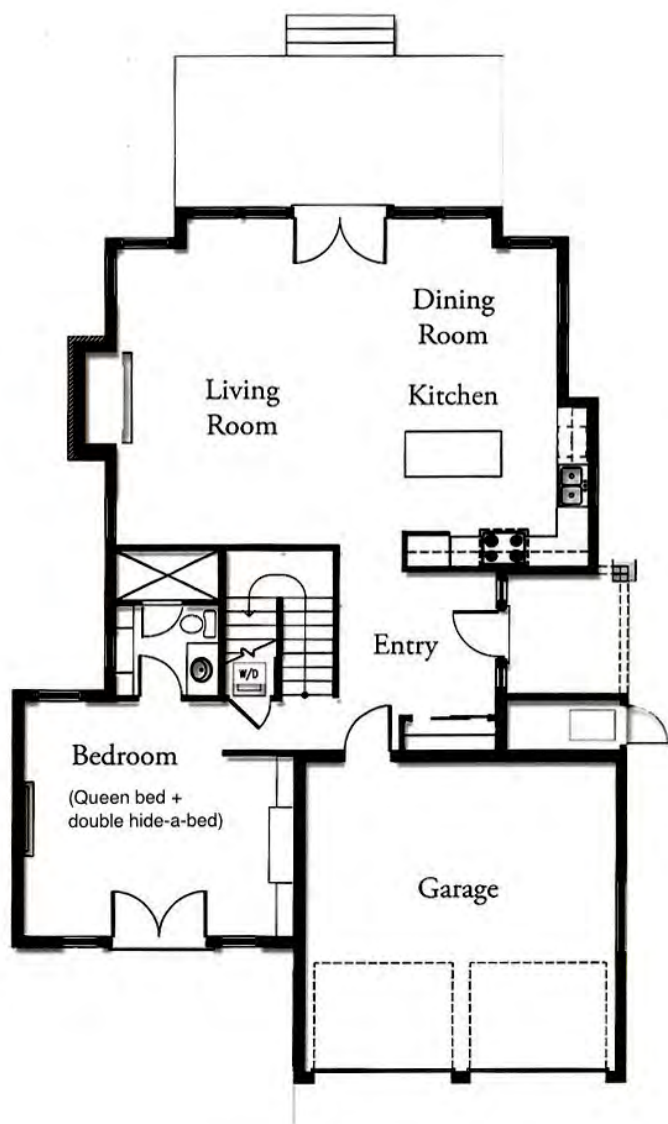 Dining
Room
Living
Room
Kitchen
Entry
W/D
Bedroom
(Queen bed +
double hide-a-bed)
Garage